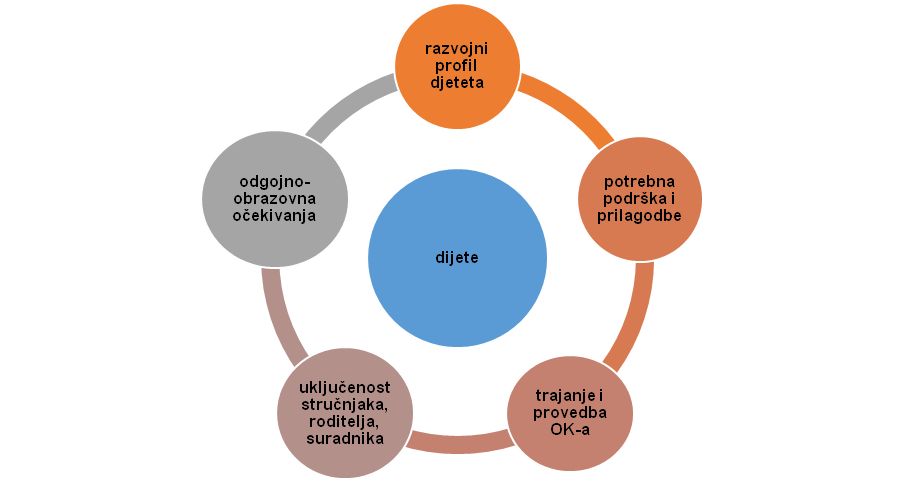 razvojni
profil
djeteta
potrebna
podrška i
prilagodbe
trajanje i
provedba
OK-a
uključenost
stručnjaka,
roditelja,
suradnika
odgojno-
obrazovna
očekivanja
dijete